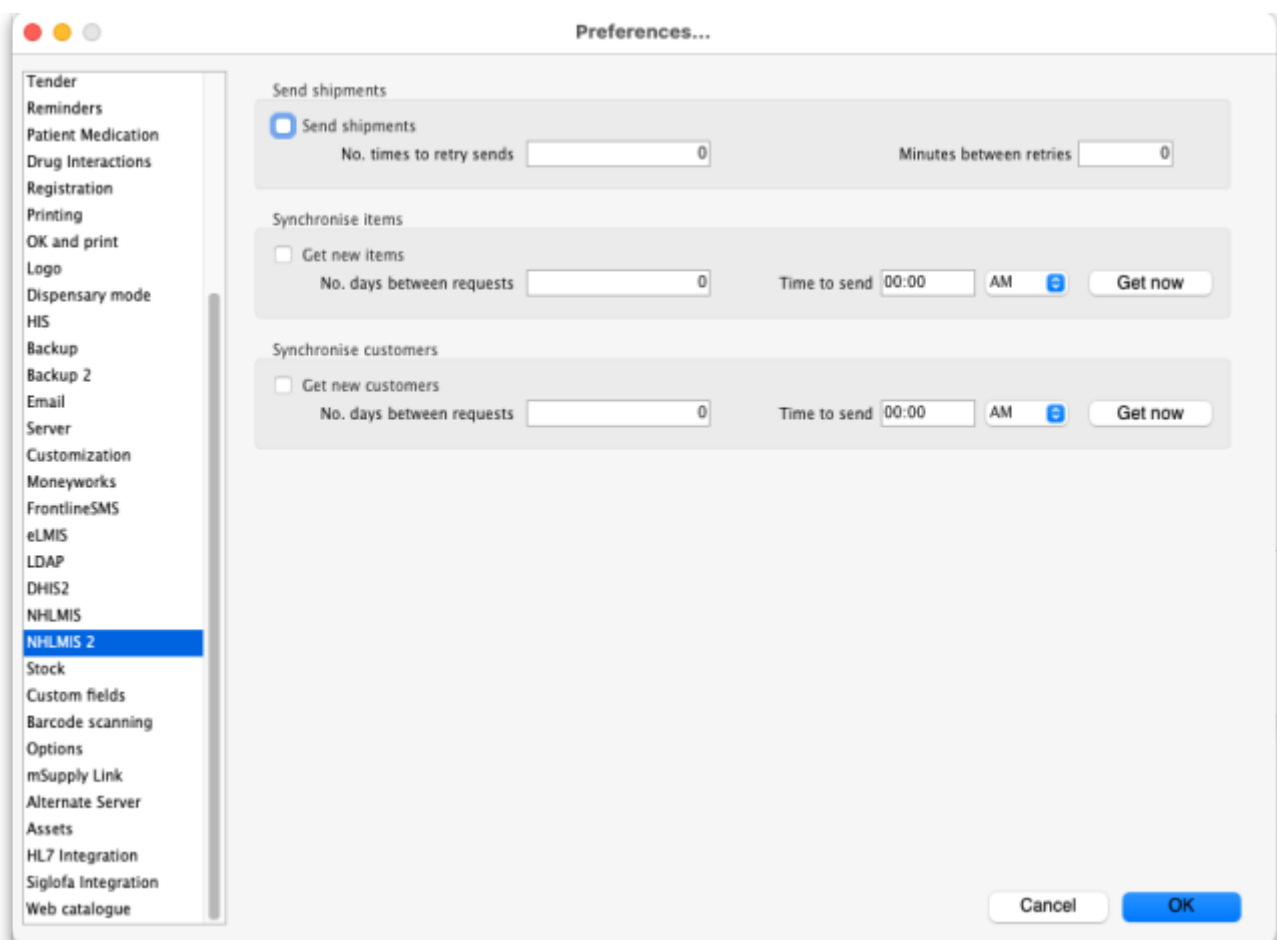 Preferences...
Tender
Reminders
Patient Medication
Drug Interactions
Registration
Printing
OK and print
Logo
Dispensary mode
HIS
Backup
Backup 2
Email
Server
Customization
Moneyworks
FrontlineSMS
eLMIS
LDAP
DHIS2
NHLMIS
NHLMIS 2
Stock
Custom fields
Barcode scanning
Options
mSupply Link
Alternate Server
Assets
HL7 Integration
Siglofa Integration
Web catalogue
Send shipments
Send shipments
No. times to retry sends 0 Minutes between retries 0
Synchronise items
Get new items
No. days between requests 0 Time to send 00:00 AM Get now
Synchronise customers
Get new customers
No. days between requests 0 Time to send 00:00 AM Get now
Cancel OK